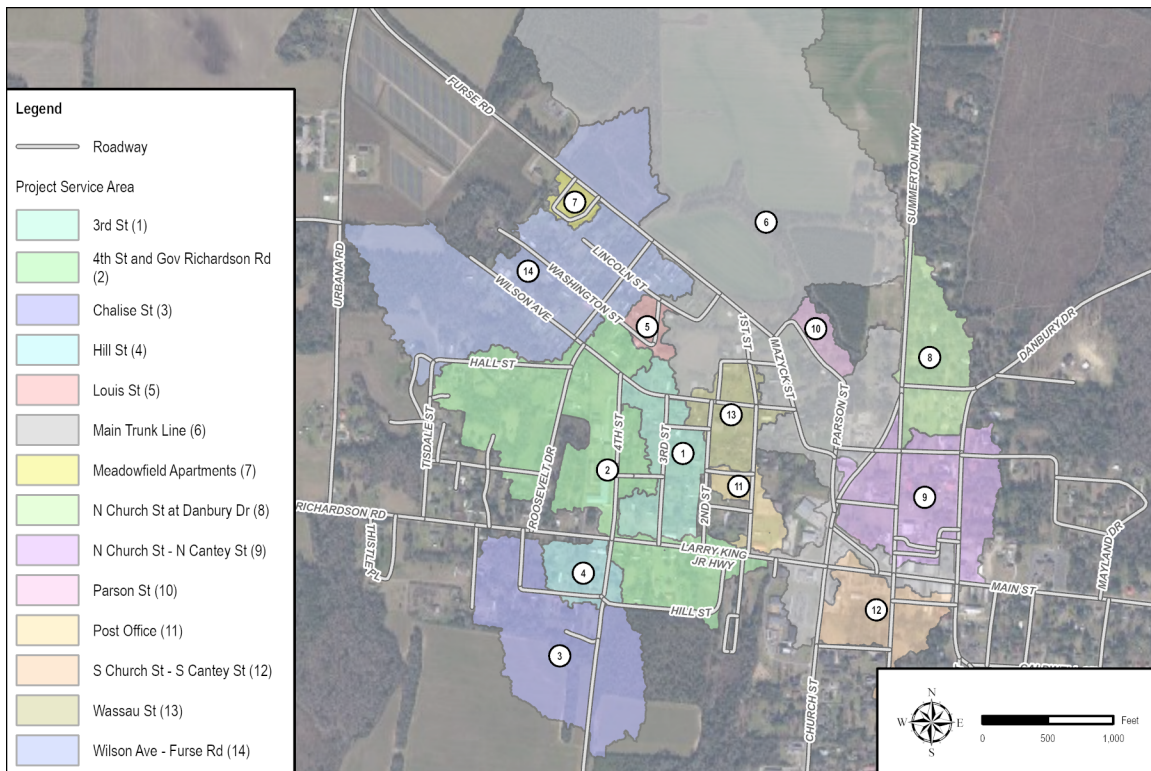 Legend
Roadway
Project Service Area
3rd St (1)
4th St and Gov Richardson Rd
(2)
Chalise St (3)
Hill St (4)
Louis St (5)
Main Trunk Line (6)
Meadowfield Apartments (7)
N Church St at Danbury Dr (8)
N Church St - N Cantey St (9)
Parson St (10)
Post Office (11)
S Church St - S Cantey St (12)
Wassau St (13)
Wilson Ave - Furse Rd (14)
FURSE RD
SUMMERTON HWY
URBANA RD
7
6
LINCOLN ST
14
WASHINGTON ST
WILSON AVE
5
1ST ST
10
MAZYCK ST
DANBURY DR
8
HALL ST
TISDALE ST
4TH ST
3RD ST
13
PARSON ST
1
2
ROOSEVELT DR
2ND ST
11
9
RICHARDSON RD
THISTLE PL
LARRY KING
JR HWY
MAYLAND DR
4
MAIN ST
HILL ST
12
3
CHURCH ST
N
W
E
S
Feet
0
500
1,000